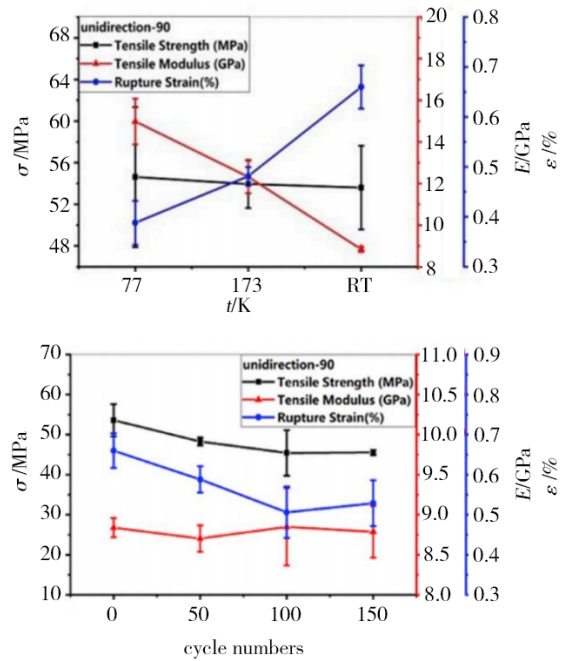 unidirection-90
Tensile Strength (MPa)
Tensile Modulus (GPa)
Rupture Strain(%)
σ /MPa
68
64
60
56
52
48
77
173
RT
t/K
20
18
16
14
12
10
8
E/GPa
0.8
0.7
0.6
0.5
0.4
0.3
ε /%
unidirection-90
Tensile Strength (MPa)
Tensile Modulus (GPa)
Rupture Strain(%)
σ /MPa
70
60
50
40
30
20
10
0
50
100
150
cycle numbers
11.0
10.5
10.0
9.5
9.0
8.5
8.0
E/GPa
0.9
0.8
0.7
0.6
0.5
0.4
0.3
ε /%